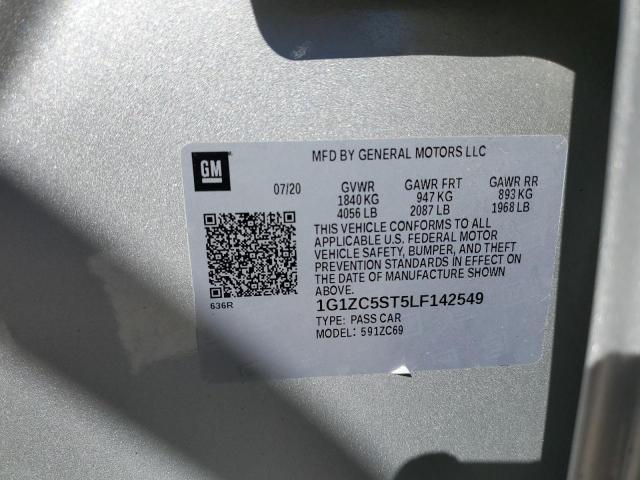 GM
MFD BY GENERAL MOTORS LLC
07/20 GVWR GAWR FRT GAWR RR
1840 KG 947 KG 893 KG
4056 LB 2087 LB 1968 LB
THIS VEHICLE CONFORMS TO ALL
APPLICABLE U.S. FEDERAL MOTOR
VEHICLE SAFETY, BUMPER, AND THEFT
PREVENTION STANDARDS IN EFFECT ON
THE DATE OF MANUFACTURE SHOWN
ABOVE.
636R
1G1ZC5ST5LF142549
TYPE: PASS CAR
MODEL: 591ZC69